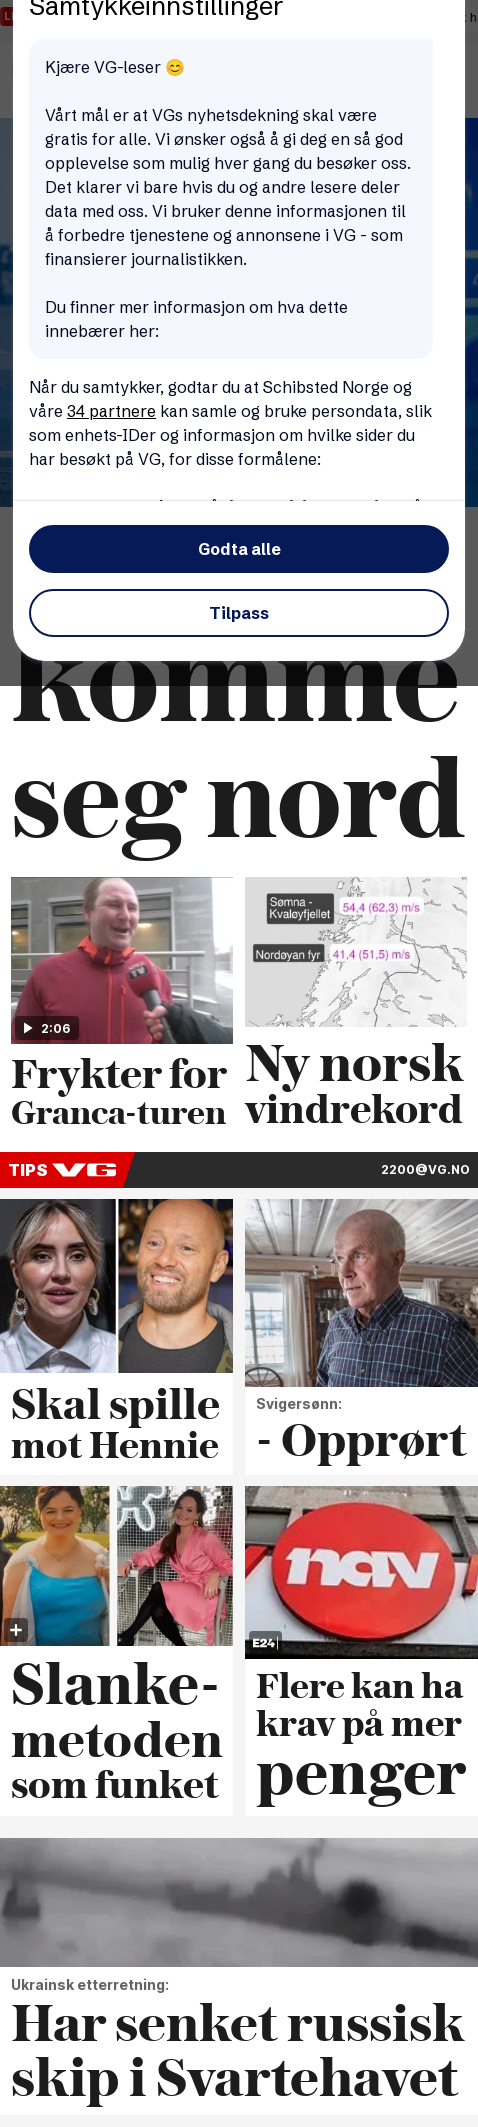 Samtykkeinnstillinger
Kjære VG-leser 😊
Vårt mål er at VGs nyhetsdekning skal være
gratis for alle. Vi ønsker også å gi deg en så god
opplevelse som mulig hver gang du besøker oss.
Det klarer vi bare hvis du og andre lesere deler
data med oss. Vi bruker denne informasjonen til
å forbedre tjenestene og annonsene i VG - som
finansierer journalistikken.
Du finner mer informasjon om hva dette
innebærer her:
Når du samtykker, godtar du at Schibsted Norge og
våre 34 partnere kan samle og bruke persondata, slik
som enhets-IDer og informasjon om hvilke sider du
har besøkt på VG, for disse formålene:
Godta alle
Tilpass
komme
seg nord
Sømna -
Kvaløyfjellet
54,4 (62,3) m/s
Nordøyan fyr
41,4 (51,5) m/s
2:06
Frykter for
Granca-turen
Ny norsk
vindrekord
TIPS VG
2200@VG.NO
Skal spille
mot Hennie
Svigersønn:
- Opprørt
Slanke-
metoden
som funket
nav
E24
Flere kan ha
krav på mer
penger
Ukrainsk etterretning:
Har senket russisk
skip i Svartehavet